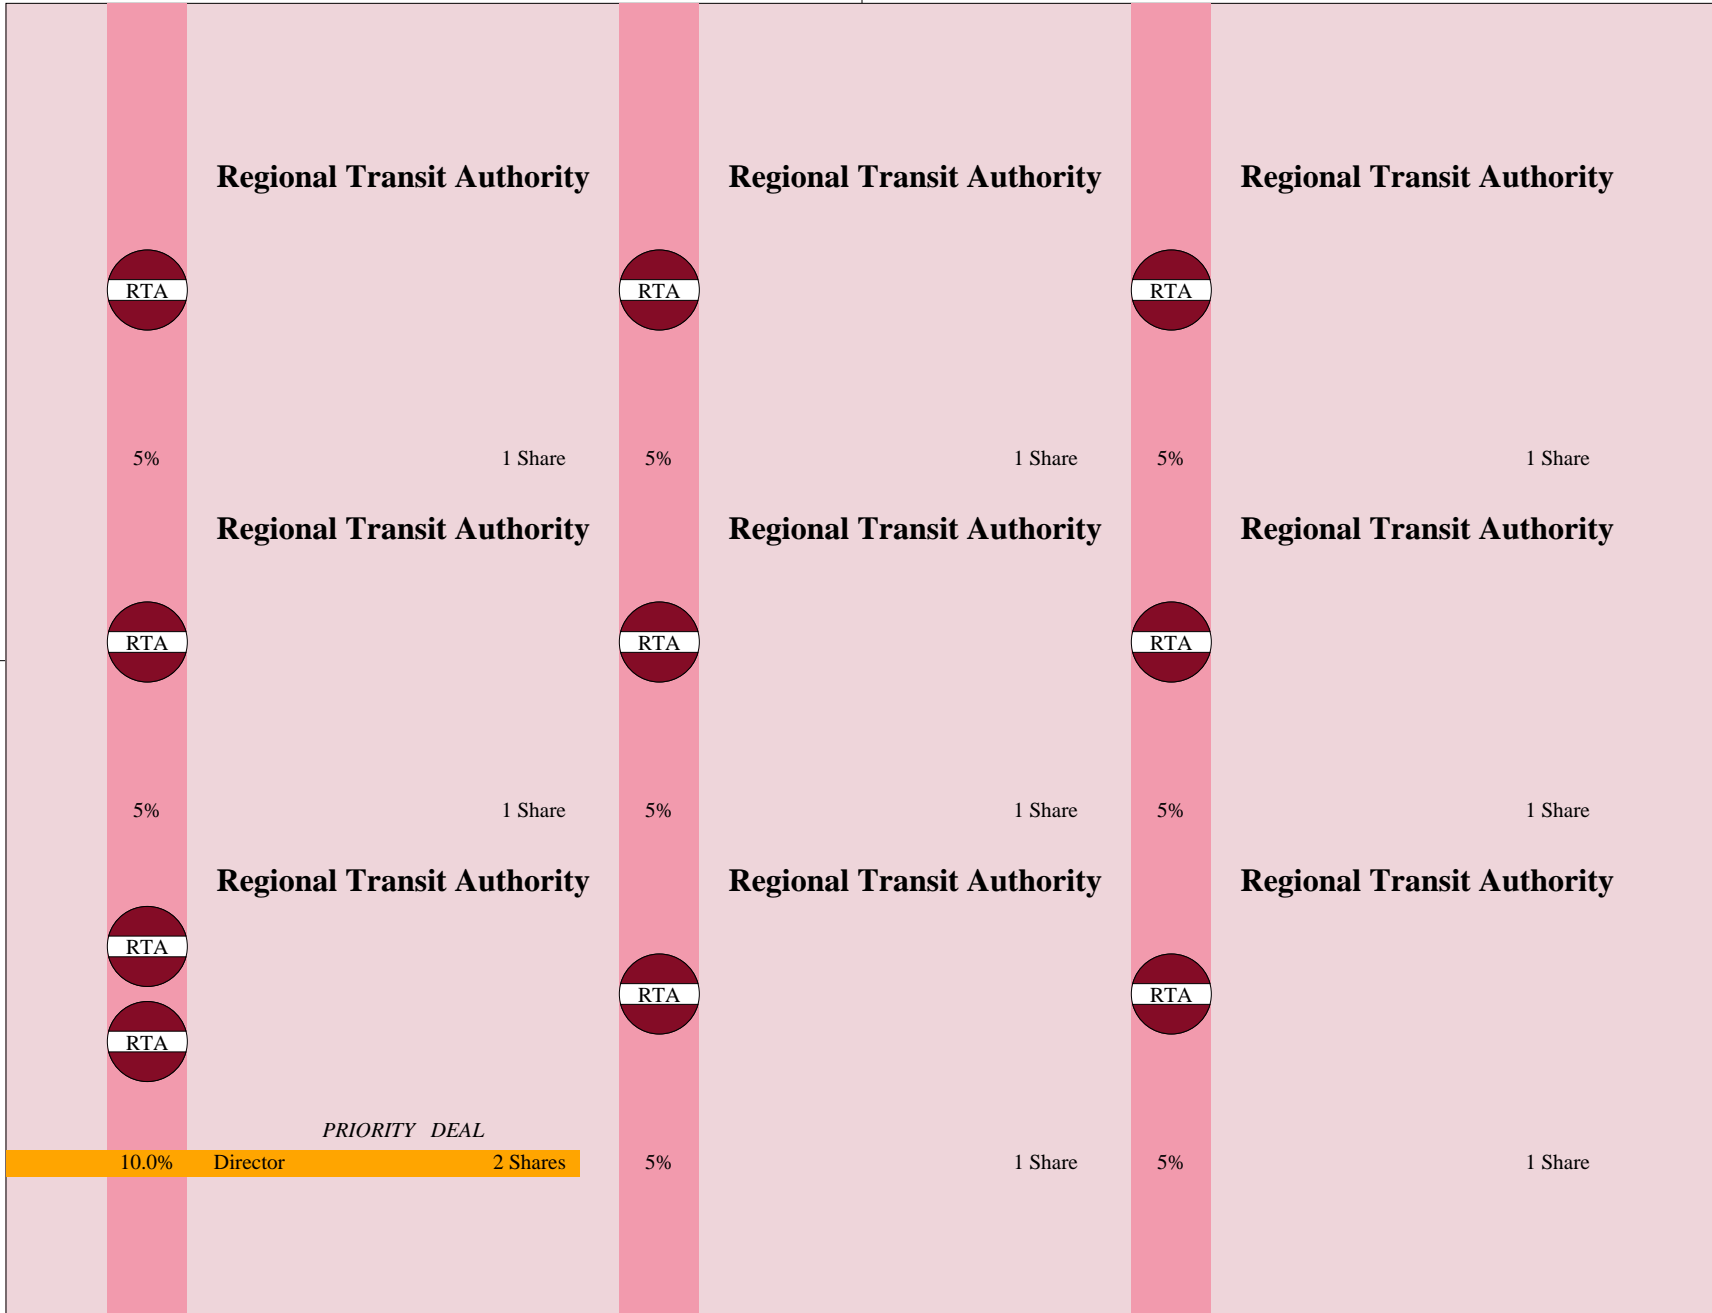 Regional Transit Authority Regional Transit Authority Regional Transit Authority
RTA RTA RTA
5% 1 Share 5% 1 Share 5% 1 Share
Regional Transit Authority Regional Transit Authority Regional Transit Authority
RTA RTA RTA
5% 1 Share 5% 1 Share 5% 1 Share
Regional Transit Authority Regional Transit Authority Regional Transit Authority
RTA
RTA RTA
RTA
PRIORITY DEAL
10.0% Director 2 Shares 5% 1 Share 5% 1 Share